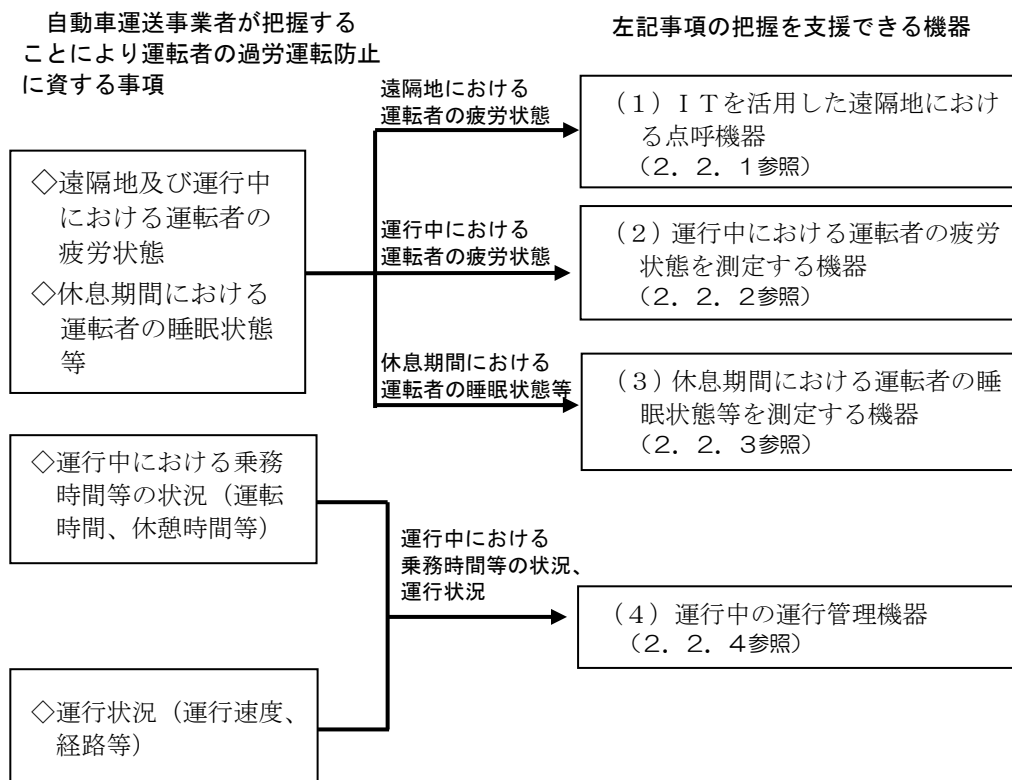 自動車運送事業者が把握する
ことにより運転者の過労運転防止
に資する事項
左記事項の把握を支援できる機器
◇遠隔地及び運行中
における運転者の
疲労状態
◇休息期間における
運転者の睡眠状態
等
遠隔地における
運転者の疲労状態
(1)ITを活用した遠隔地におけ
る点呼機器
(2.2.1参照)
運行中における
運転者の疲労状態
(2)運行中における運転者の疲労
状態を測定する機器
(2.2.2参照)
休息期間における
運転者の睡眠状態等
(3)休息期間における運転者の睡
眠状態等を測定する機器
(2.2.3参照)
◇運行中における乗務
時間等の状況(運転
時間、休憩時間等)
◇運行状況(運行速度、
経路等)
運行中における
乗務時間等の状況、
運行状況
(4)運行中の運行管理機器
(2.2.4参照)